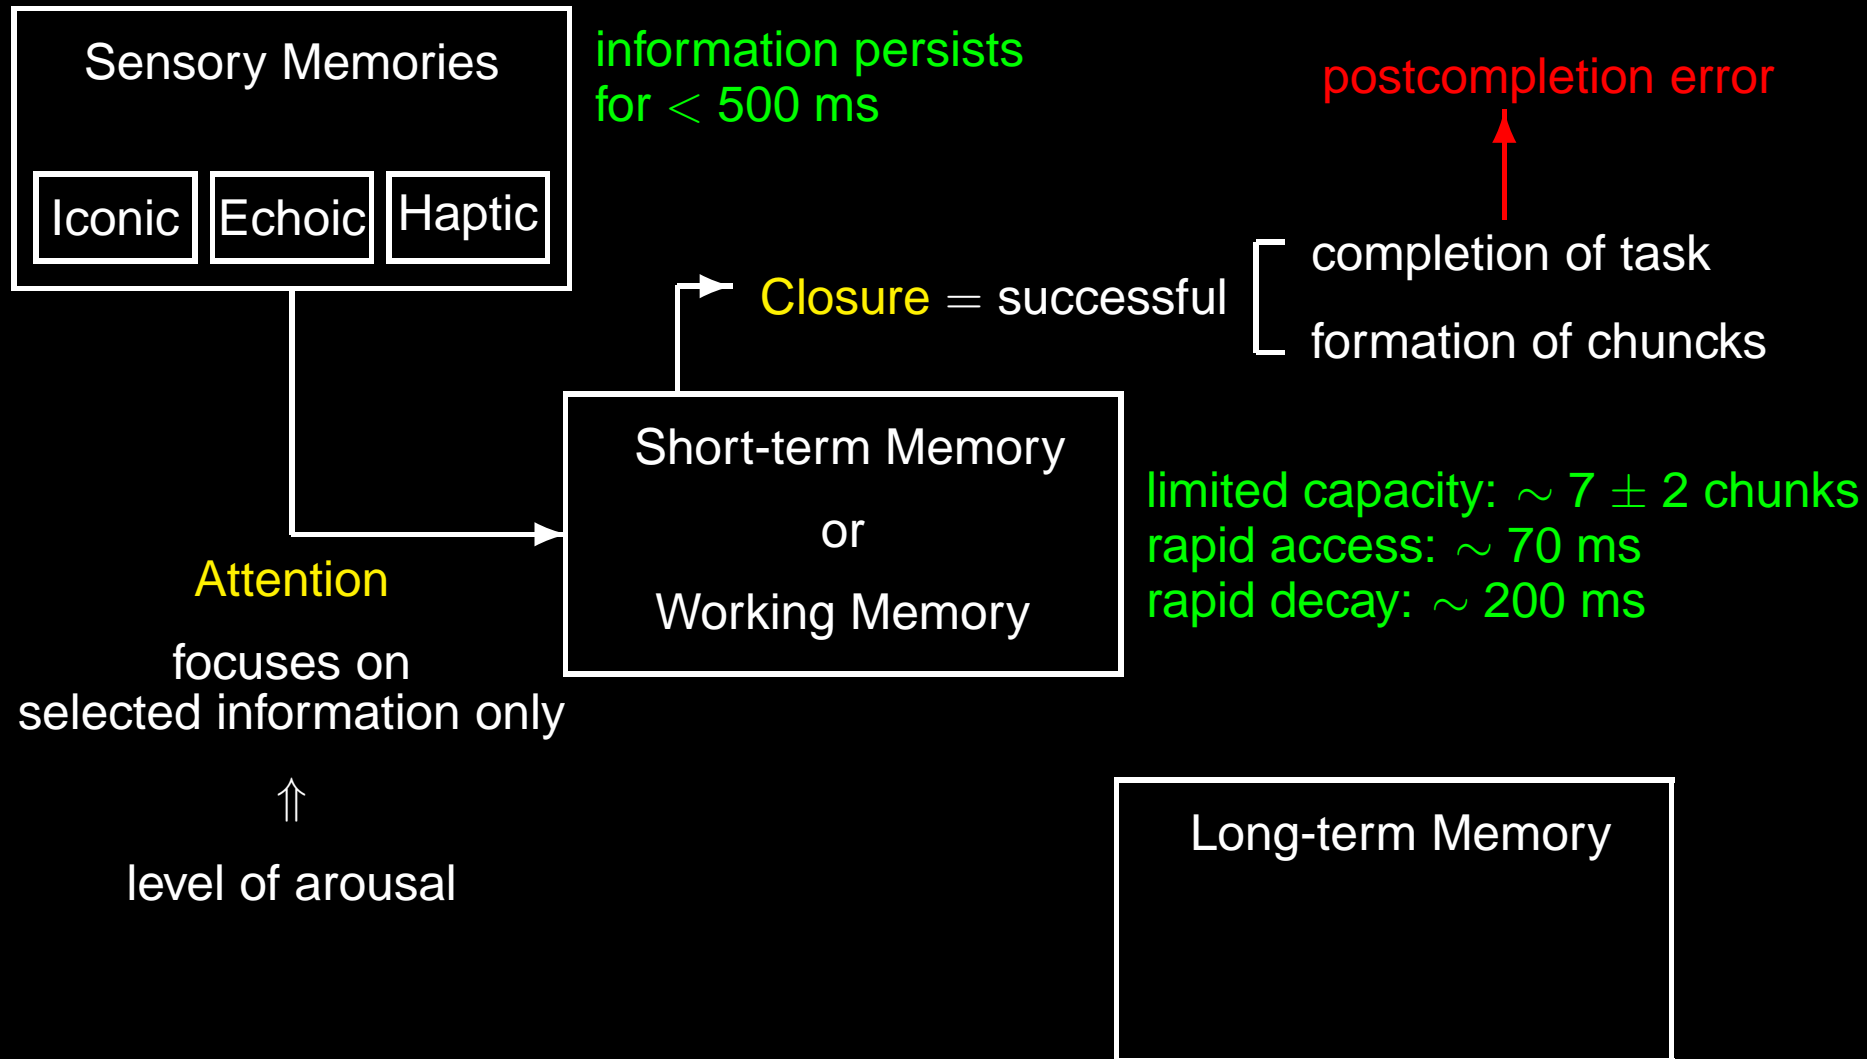 Sensory Memories
Iconic
Echoic
Haptic
information persists
for < 500 ms
postcompletion error
completion of task
Closure = successful
formation of chuncks
Short-term Memory
or
Working Memory
limited capacity: ∼ 7 ± 2 chunks
rapid access: ∼ 70 ms
rapid decay: ∼ 200 ms
Attention
focuses on
selected information only
⇑
level of arousal
Long-term Memory